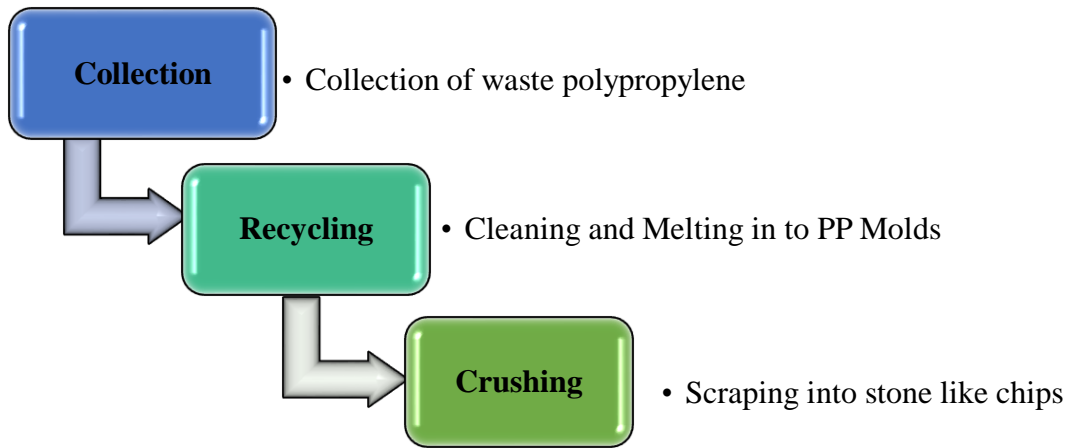 Collection
• Collection of waste polypropylene
Recycling
• Cleaning and Melting in to PP Molds
Crushing
• Scraping into stone like chips